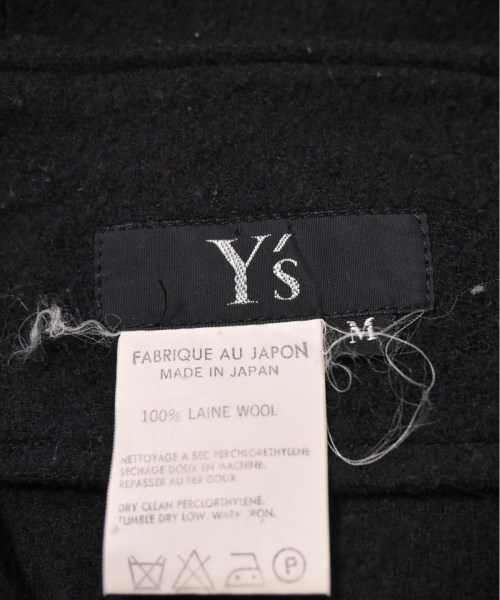 Y's
M
FABRIQUE AU JAPON
MADE IN JAPAN
100% LAINE WOOL
NETTOYAGE A SEC PERCHLORETHYLENE
SECHAGE DOUX EN MACHINE.
REPASSER AU FER DOUX
DRY CLEAN PERCLORTHYLENE.
TUMBLE DRY LOW. WARM IRON.
P